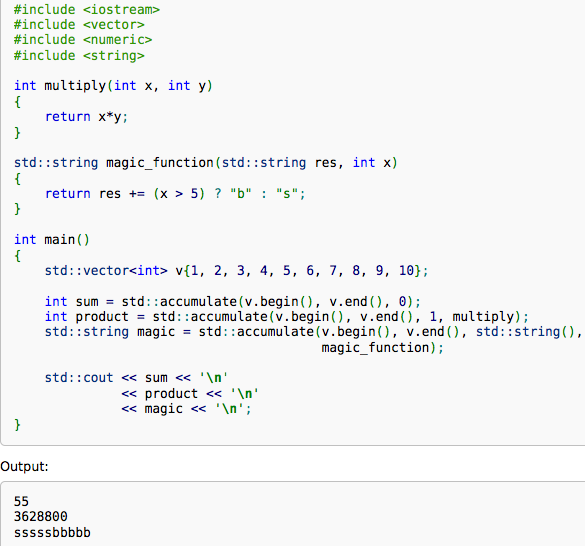 #include <iostream>
#include <vector>
#include <numeric>
#include <string>

int multiply(int x, int y)
{
    return x*y;
}

std::string magic_function(std::string res, int x)
{
    return res += (x > 5) ? "b" : "s";
}

int main()
{
    std::vector<int> v{1, 2, 3, 4, 5, 6, 7, 8, 9, 10};

    int sum = std::accumulate(v.begin(), v.end(), 0);
    int product = std::accumulate(v.begin(), v.end(), 1, multiply);
    std::string magic = std::accumulate(v.begin(), v.end(), std::string(),
                                        magic_function);

    std::cout << sum << '\n'
              << product << '\n'
              << magic << '\n';
}
Output:
55
3628800
sssssbbbbb